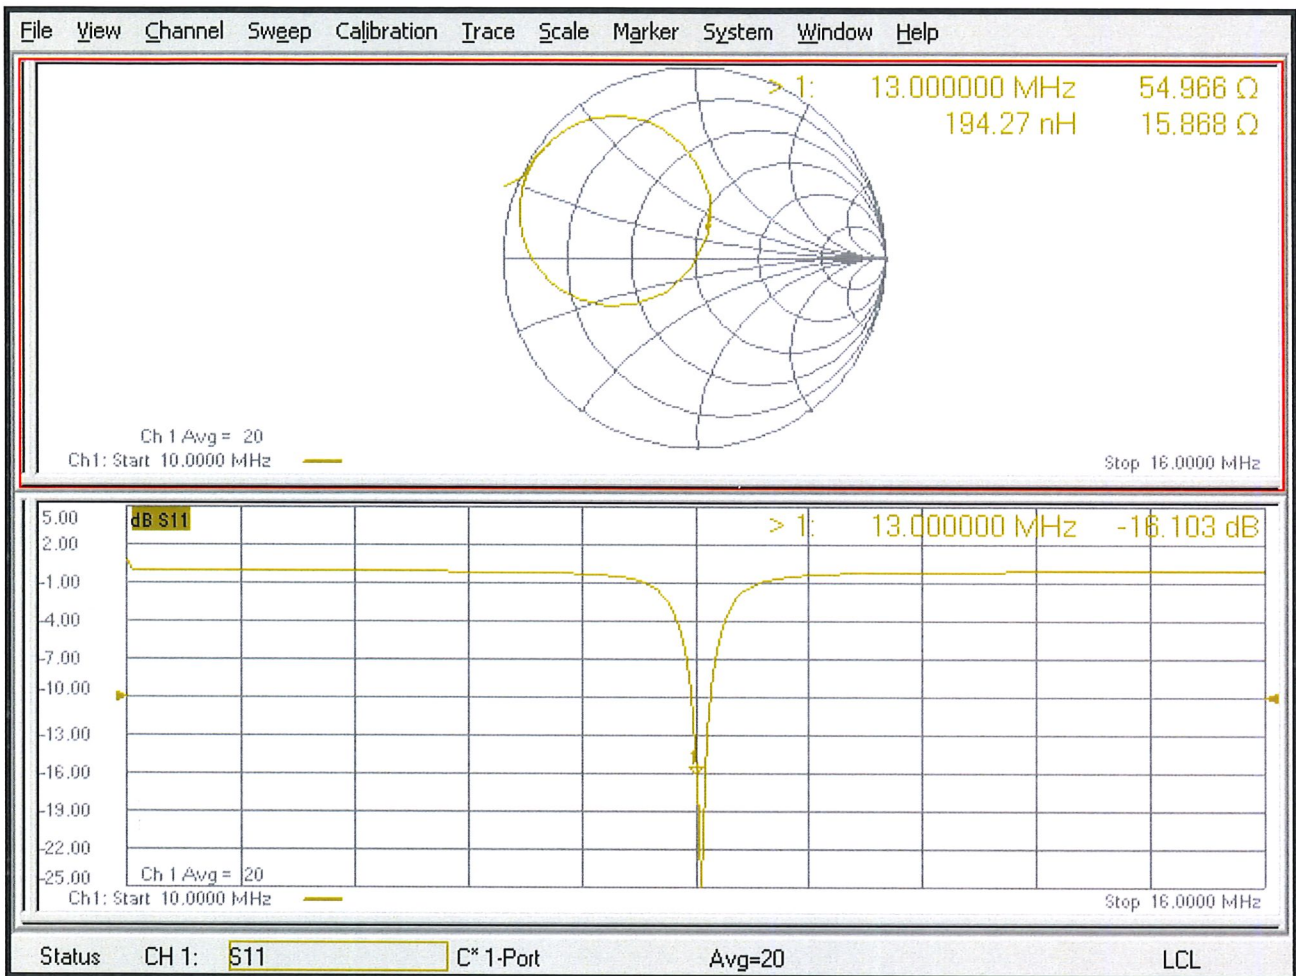 File View Channel Sweep Calibration Trace Scale Marker System Window Help
> 1: 13.000000 MHz 54.966 Ω
194.27 nH 15.868 Ω
Ch 1 Avg = 20
Ch1: Start 10.0000 MHz
Stop 16.0000 MHz
5.00
dB S11
> 1: 13.000000 MHz -16.103 dB
2.00
-1.00
-4.00
-7.00
-10.00
-13.00
-16.00
-19.00
-22.00
-25.00
Ch 1 Avg = 20
Ch1: Start 10.0000 MHz
Stop 16.0000 MHz
Status CH 1: S11 C* 1-Port Avg=20 LCL